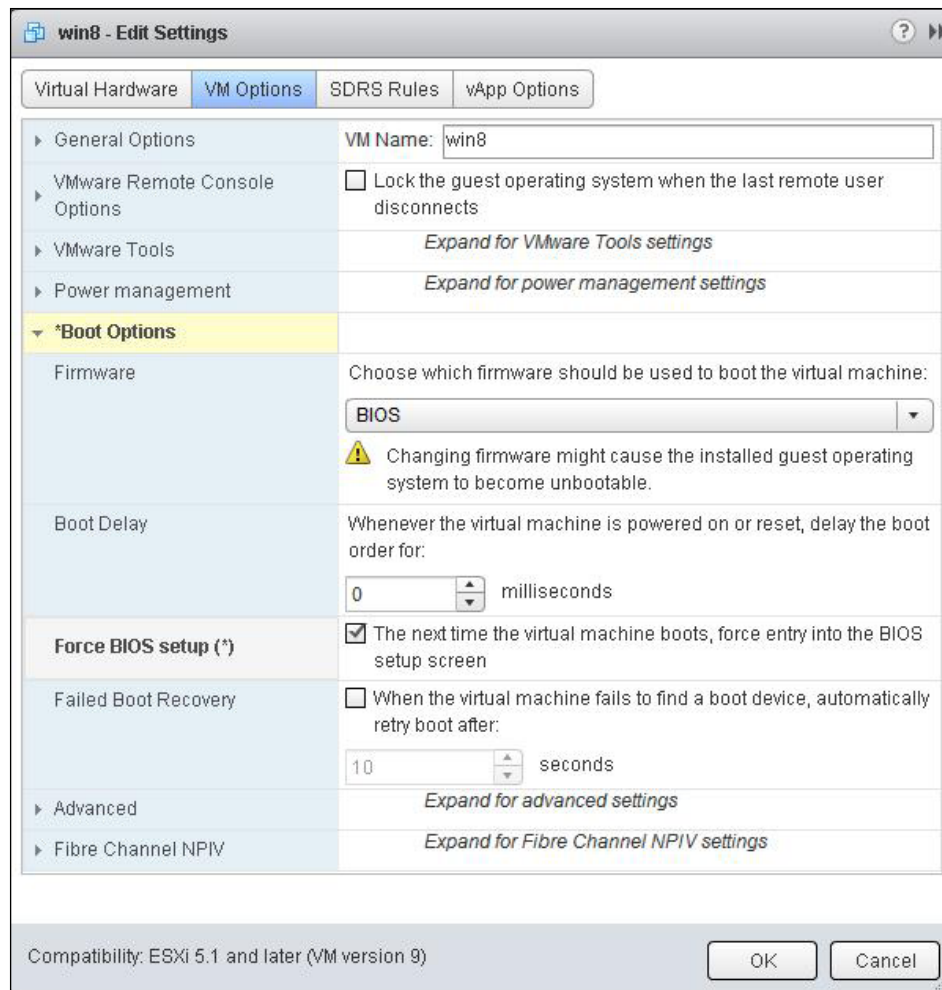 win8 - Edit Settings
?
Virtual Hardware
VM Options
SDRS Rules
vApp Options
General Options
VM Name: win8
VMware Remote Console
Options
Lock the guest operating system when the last remote user
disconnects
VMware Tools
Expand for VMware Tools settings
Power management
Expand for power management settings
*Boot Options
Firmware
Choose which firmware should be used to boot the virtual machine:
BIOS
Changing firmware might cause the installed guest operating
system to become unbootable.
Boot Delay
Whenever the virtual machine is powered on or reset, delay the boot
order for:
0 milliseconds
Force BIOS setup (*)
The next time the virtual machine boots, force entry into the BIOS
setup screen
Failed Boot Recovery
When the virtual machine fails to find a boot device, automatically
retry boot after:
10 seconds
Advanced
Expand for advanced settings
Fibre Channel NPIV
Expand for Fibre Channel NPIV settings
Compatibility: ESXi 5.1 and later (VM version 9)
OK
Cancel